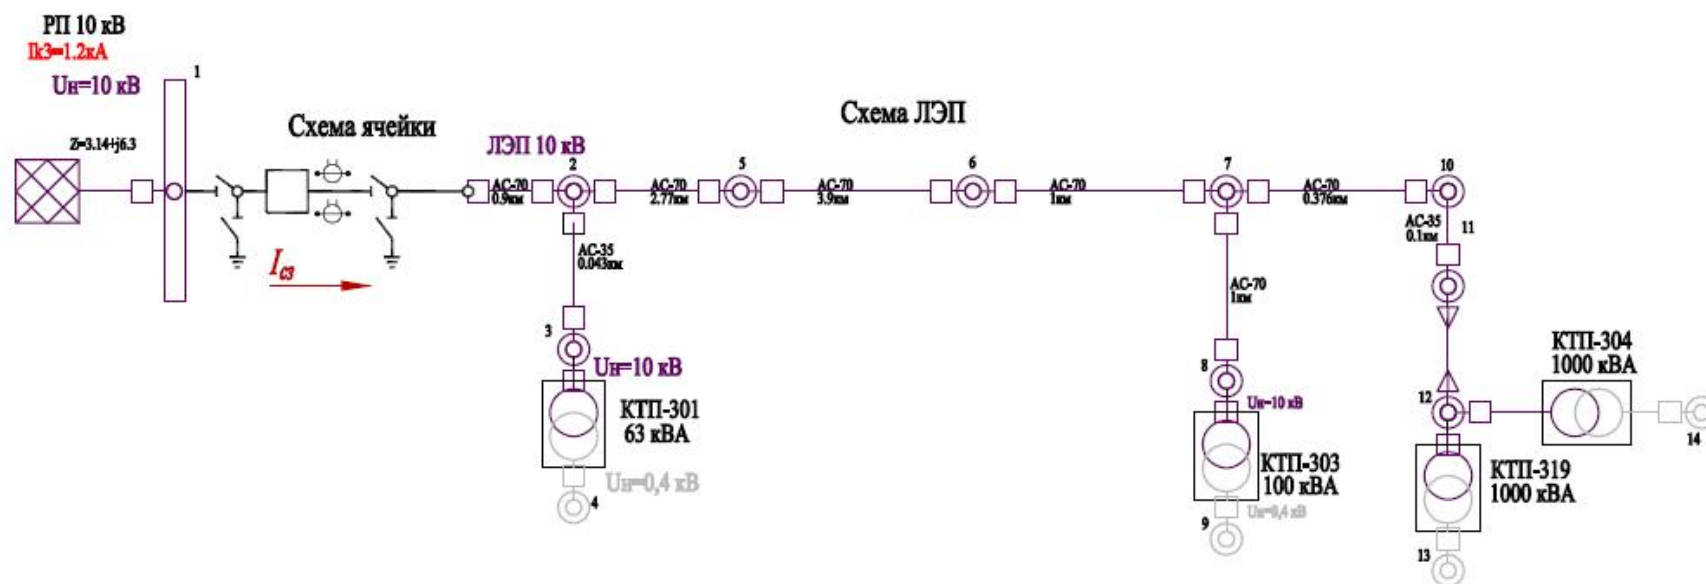 РП 10 кВ
Ik3=1.2кА
Uн=10 кВ
1
Z=3.14+j6.3
Схема ячейки
Iсз
Схема ЛЭП
ЛЭП 10 кВ
2
5
6
7
10
АС-70
0.9км
АС-70
2.77км
АС-70
3.9км
АС-70
1км
АС-70
0.376км
АС-35
0.1км
11
АС-35
0.043км
АС-70
1км
3
Uн=10 кВ
КТП-301
63 кВА
Uн=0,4 кВ
4
8
Uн=10 кВ
КТП-303
100 кВА
Uн=0,4 кВ
9
КТП-304
1000 кВА
12
14
КТП-319
1000 кВА
13